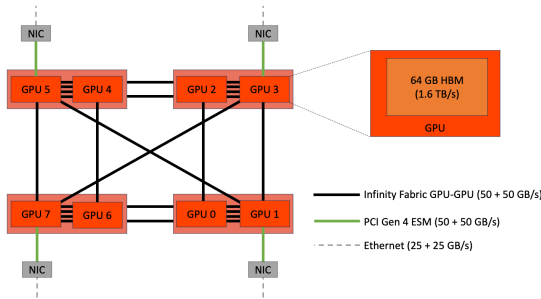 NIC
NIC
GPU 5
GPU 4
GPU 2
GPU 3
64 GB HBM
(1.6 TB/s)
GPU
GPU 7
GPU 6
GPU 0
GPU 1
Infinity Fabric GPU-GPU (50 + 50 GB/s)
PCI Gen 4 ESM (50 + 50 GB/s)
Ethernet (25 + 25 GB/s)
NIC
NIC